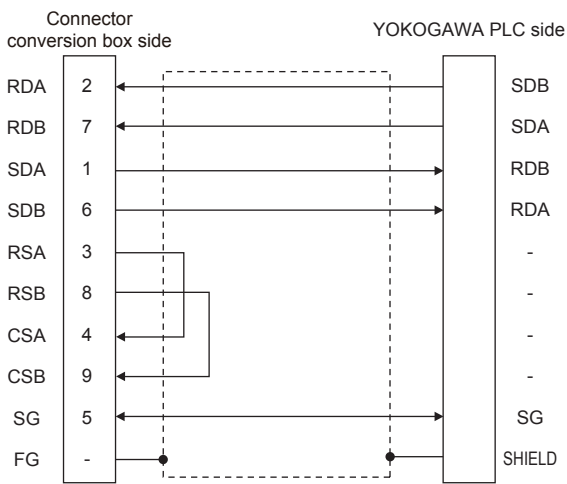 Connector
conversion box side
YOKOGAWA PLC side
RDA 2 SDB
RDB 7 SDA
SDA 1 RDB
SDB 6 RDA
RSA 3 -
RSB 8 -
CSA 4 -
CSB 9 -
SG 5 SG
FG - SHIELD